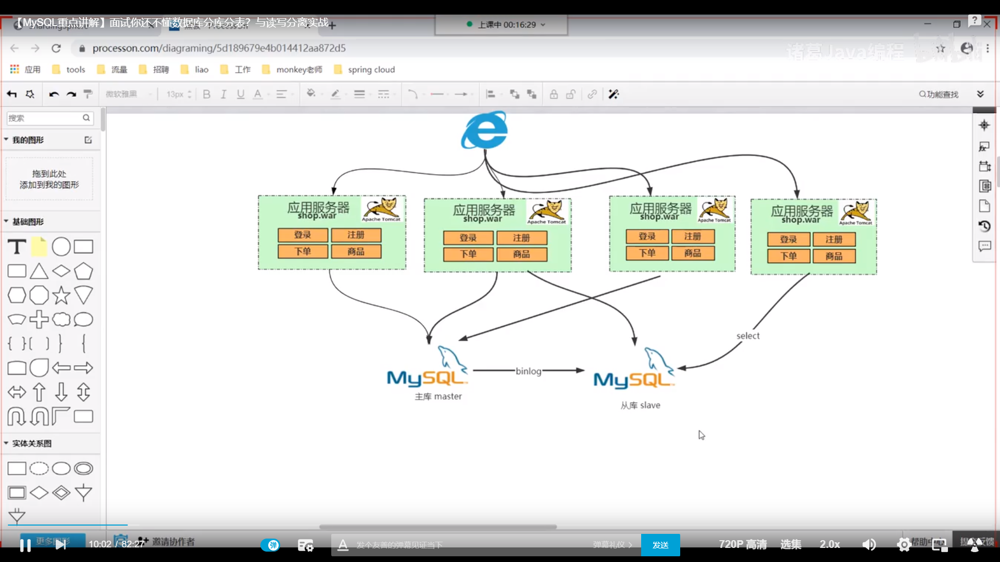 【MySQL重点讲解】面试你还不懂数据库分库分表？与读写分离实战
上课中 00:16:29
processon.com/diagraming/5d189679e4b014412aa872d5
诸葛Java编程
bilibili
应用 tools 流量 招聘 liao 工作 monkey老师 spring cloud
微软雅黑 13px B I U A 功能查找
搜索
我的图形
拖到此处
添加到我的图形
基础图形
实体关系图
更多图形
应用服务器
shop.war
Apache Tomcat
登录 注册
下单 商品
应用服务器
shop.war
Apache Tomcat
登录 注册
下单 商品
应用服务器
shop.war
Apache Tomcat
登录 注册
下单 商品
应用服务器
shop.war
Apache Tomcat
登录 注册
下单 商品
select
MySQL
binlog
MySQL
主库 master
从库 slave
邀请协作者
帮助中心
提交反馈
10:02 / 82:27
弹
发个友善的弹幕见证当下
弹幕礼仪
发送
720P 高清
选集
2.0x